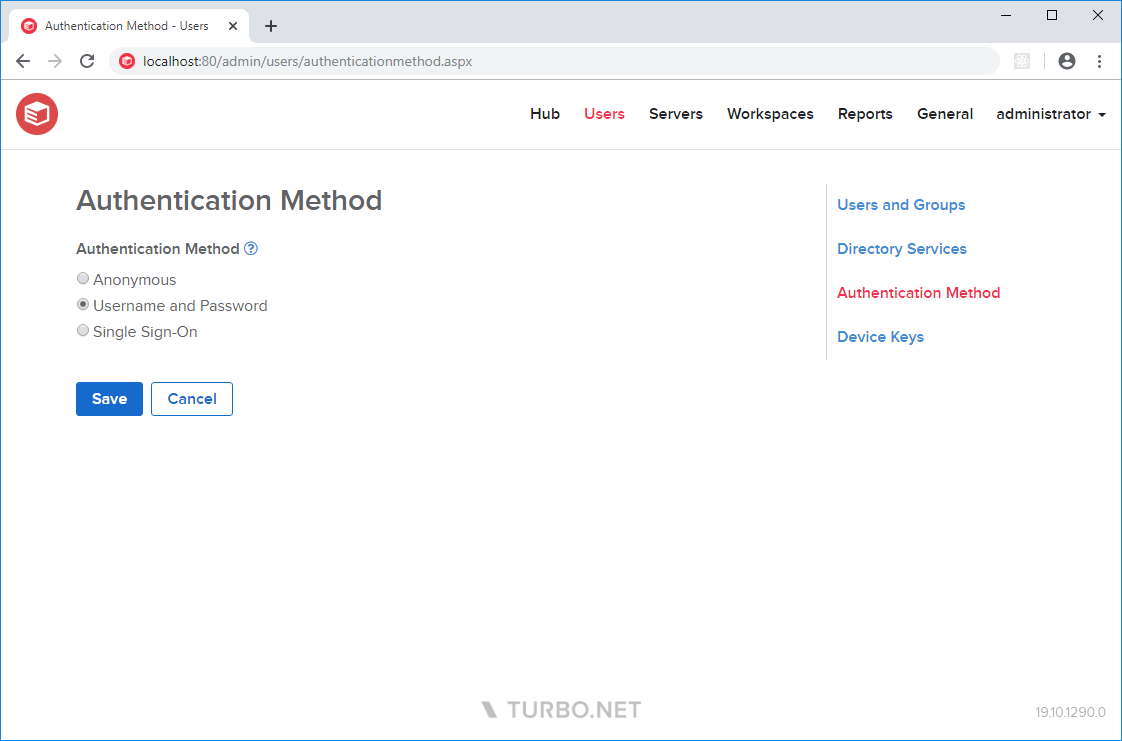 Authentication Method - Users
localhost:80/admin/users/authenticationmethod.aspx
Hub Users Servers Workspaces Reports General administrator
Authentication Method
Authentication Method ?
Anonymous
Username and Password
Single Sign-On
Save Cancel
Users and Groups
Directory Services
Authentication Method
Device Keys
TURBO.NET
19.10.1290.0